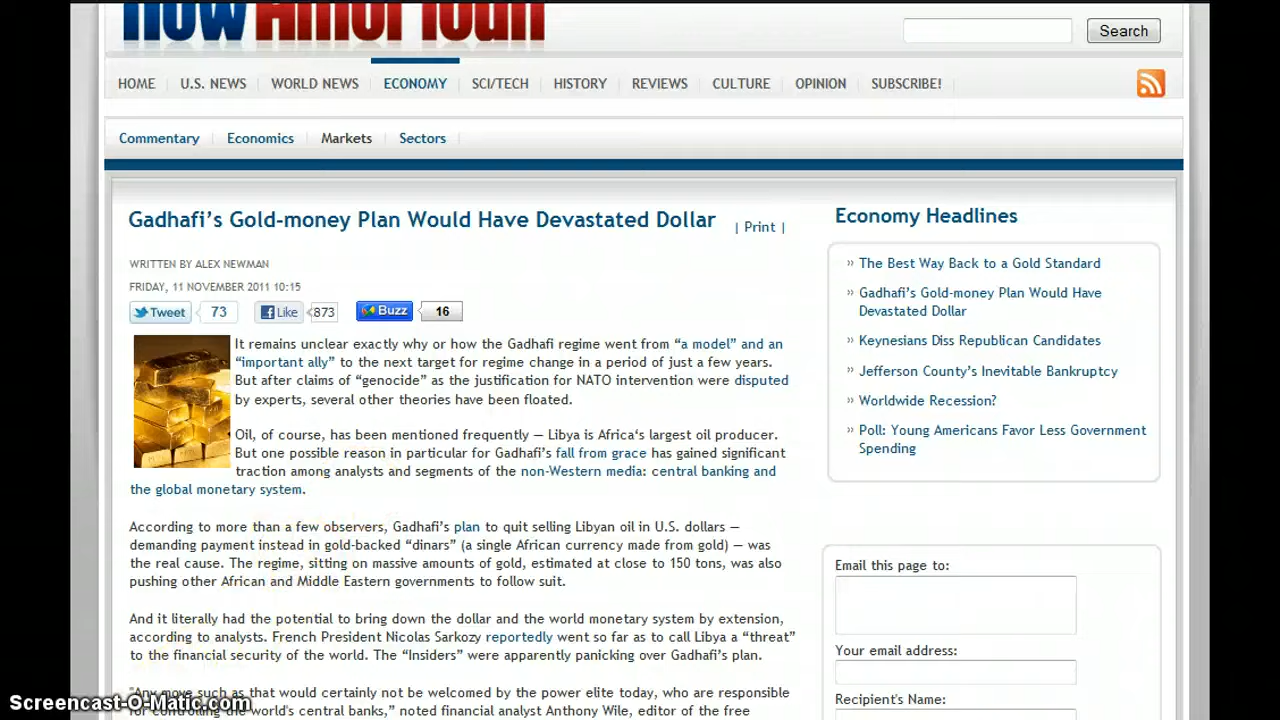 New American
Search
HOME U.S. NEWS WORLD NEWS ECONOMY SCI/TECH HISTORY REVIEWS CULTURE OPINION SUBSCRIBE!
Commentary Economics Markets Sectors
Gadhafi’s Gold-money Plan Would Have Devastated Dollar
| Print |
WRITTEN BY ALEX NEWMAN
FRIDAY, 11 NOVEMBER 2011 10:15
Tweet 73 Like 873 Buzz 16
It remains unclear exactly why or how the Gadhafi regime went from “a model” and an
“important ally” to the next target for regime change in a period of just a few years.
But after claims of “genocide” as the justification for NATO intervention were disputed
by experts, several other theories have been floated.
Oil, of course, has been mentioned frequently — Libya is Africa‘s largest oil producer.
But one possible reason in particular for Gadhafi’s fall from grace has gained significant
traction among analysts and segments of the non-Western media: central banking and
the global monetary system.
According to more than a few observers, Gadhafi’s plan to quit selling Libyan oil in U.S. dollars —
demanding payment instead in gold-backed “dinars” (a single African currency made from gold) — was
the real cause. The regime, sitting on massive amounts of gold, estimated at close to 150 tons, was also
pushing other African and Middle Eastern governments to follow suit.
And it literally had the potential to bring down the dollar and the world monetary system by extension,
according to analysts. French President Nicolas Sarkozy reportedly went so far as to call Libya a “threat”
to the financial security of the world. The “Insiders” were apparently panicking over Gadhafi’s plan.
"Any move such as that would certainly not be welcomed by the power elite today, who are responsible
for controlling the world's central banks,” noted financial analyst Anthony Wile, editor of the free
Economy Headlines
» The Best Way Back to a Gold Standard
» Gadhafi’s Gold-money Plan Would Have
Devastated Dollar
» Keynesians Diss Republican Candidates
» Jefferson County’s Inevitable Bankruptcy
» Worldwide Recession?
» Poll: Young Americans Favor Less Government
Spending
Email this page to:
Your email address:
Recipient's Name:
Screencast-O-Matic.com